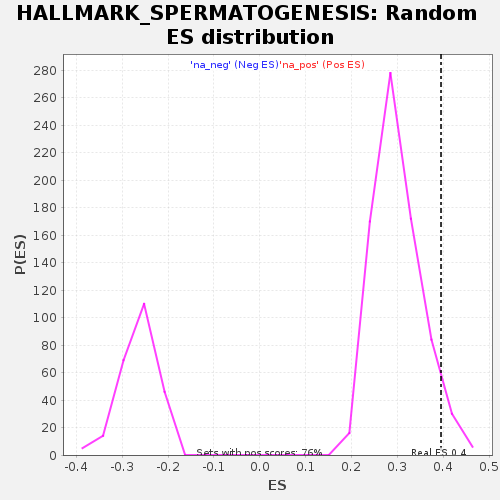 HALLMARK_SPERMATOGENESIS: Random
ES distribution
'na_neg' (Neg ES) 'na_pos' (Pos ES)
280
260
240
220
200
180
160
140
120
100
80
60
40
20
0
P(ES)
Sets with pos scores: 76%
Real ES 0.4
-0.4 -0.3 -0.2 -0.1 0.0 0.1 0.2 0.3 0.4 0.5
ES